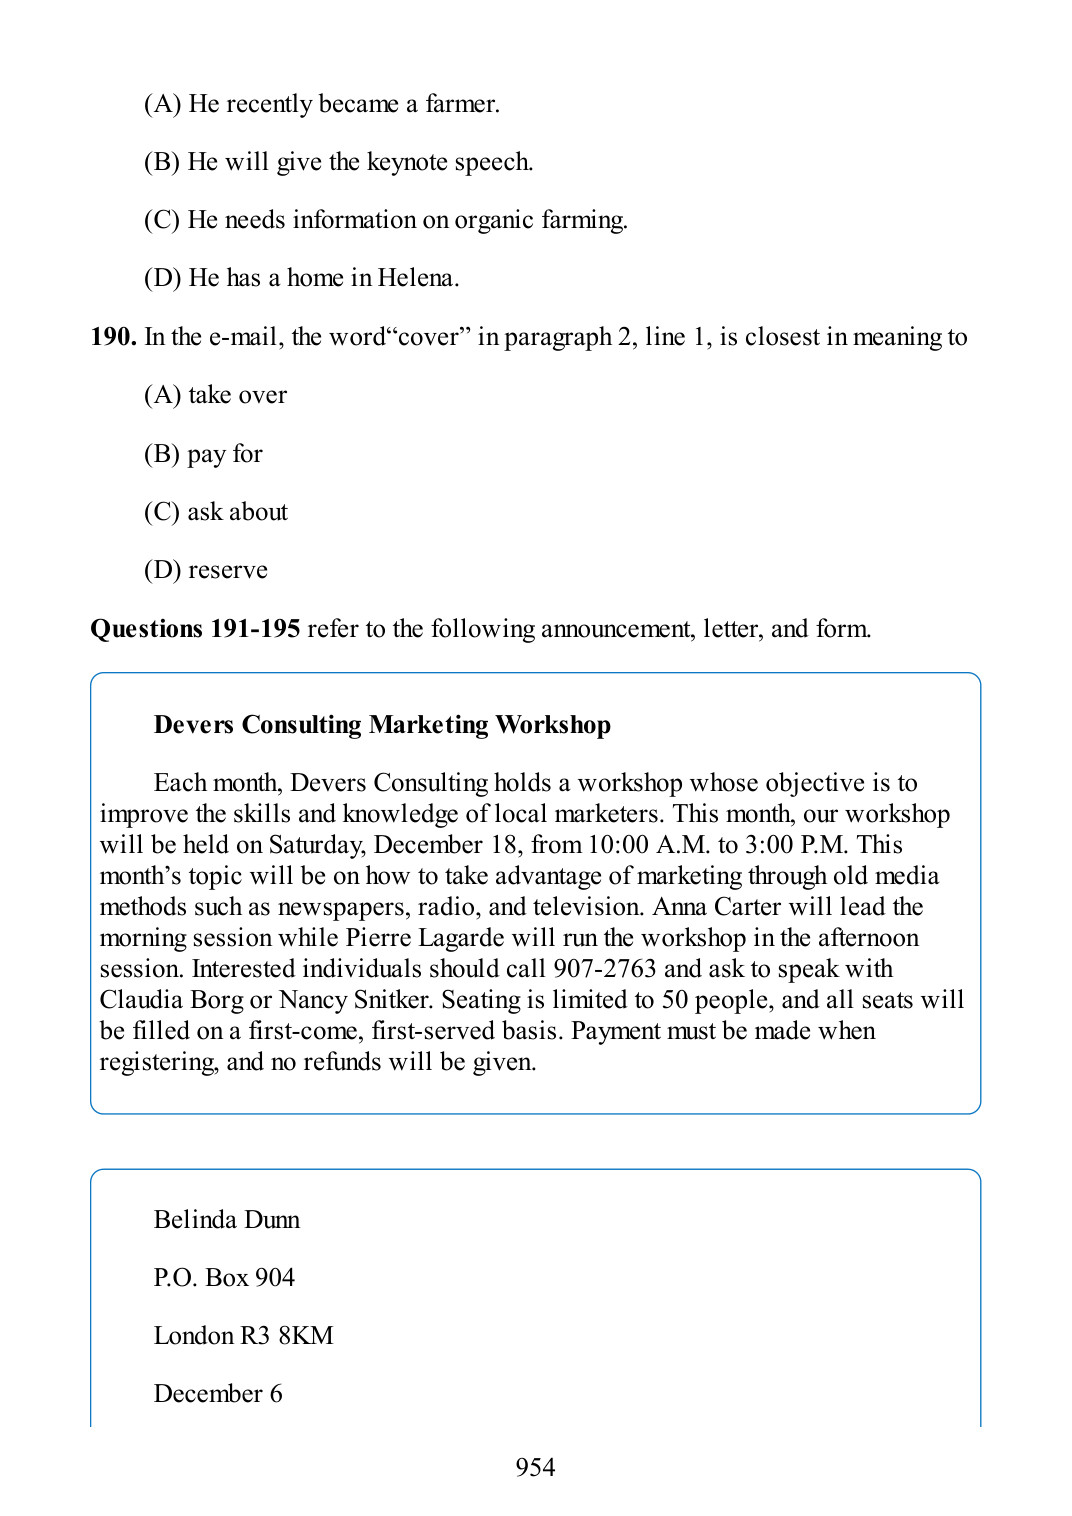 (A) He recently became a farmer.
(B) He will give the keynote speech.
(C) He needs information on organic farming.
(D) He has a home in Helena.
190. In the e-mail, the word“cover” in paragraph 2, line 1, is closest in meaning to
(A) take over
(B) pay for
(C) ask about
(D) reserve
Questions 191-195 refer to the following announcement, letter, and form.
Devers Consulting Marketing Workshop
Each month, Devers Consulting holds a workshop whose objective is to
improve the skills and knowledge of local marketers. This month, our workshop
will be held on Saturday, December 18, from 10:00 A.M. to 3:00 P.M. This
month’s topic will be on how to take advantage of marketing through old media
methods such as newspapers, radio, and television. Anna Carter will lead the
morning session while Pierre Lagarde will run the workshop in the afternoon
session. Interested individuals should call 907-2763 and ask to speak with
Claudia Borg or Nancy Snitker. Seating is limited to 50 people, and all seats will
be filled on a first-come, first-served basis. Payment must be made when
registering, and no refunds will be given.
Belinda Dunn
P.O. Box 904
London R3 8KM
December 6
954